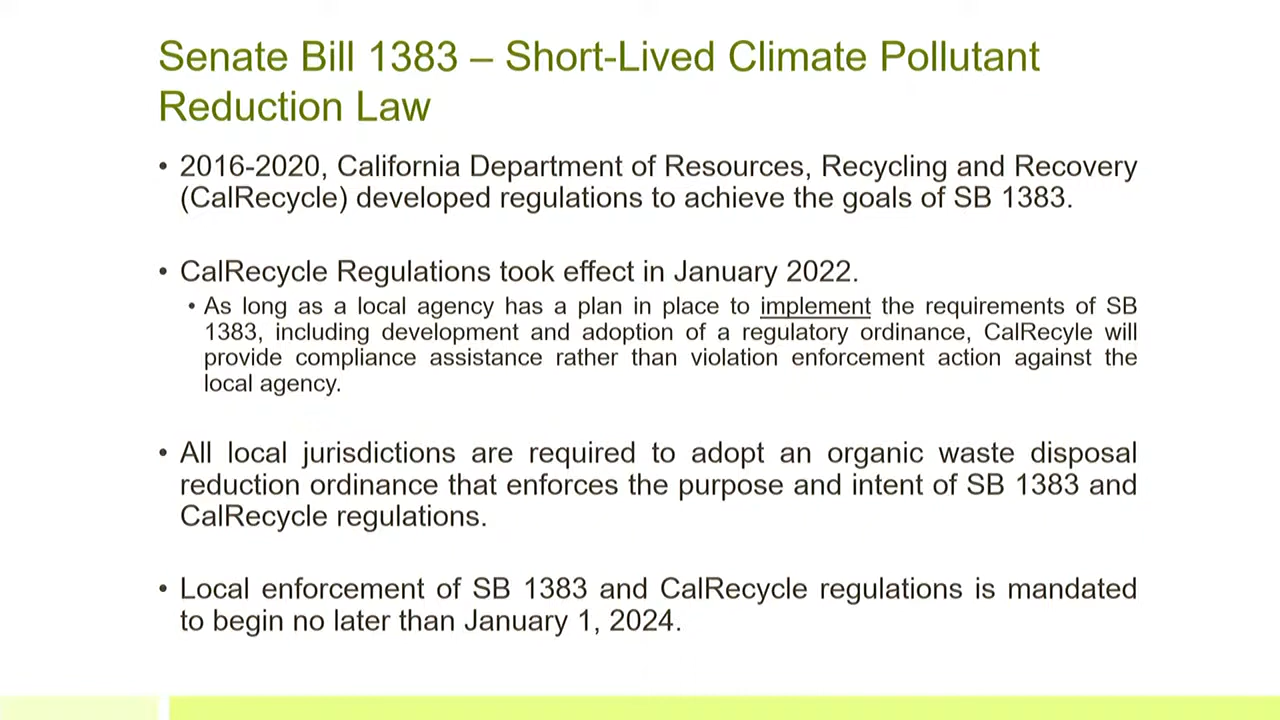 Senate Bill 1383 – Short-Lived Climate Pollutant
Reduction Law
• 2016-2020, California Department of Resources, Recycling and Recovery
(CalRecycle) developed regulations to achieve the goals of SB 1383.
• CalRecycle Regulations took effect in January 2022.
• As long as a local agency has a plan in place to implement the requirements of SB
1383, including development and adoption of a regulatory ordinance, CalRecyle will
provide compliance assistance rather than violation enforcement action against the
local agency.
• All local jurisdictions are required to adopt an organic waste disposal
reduction ordinance that enforces the purpose and intent of SB 1383 and
CalRecycle regulations.
• Local enforcement of SB 1383 and CalRecycle regulations is mandated
to begin no later than January 1, 2024.